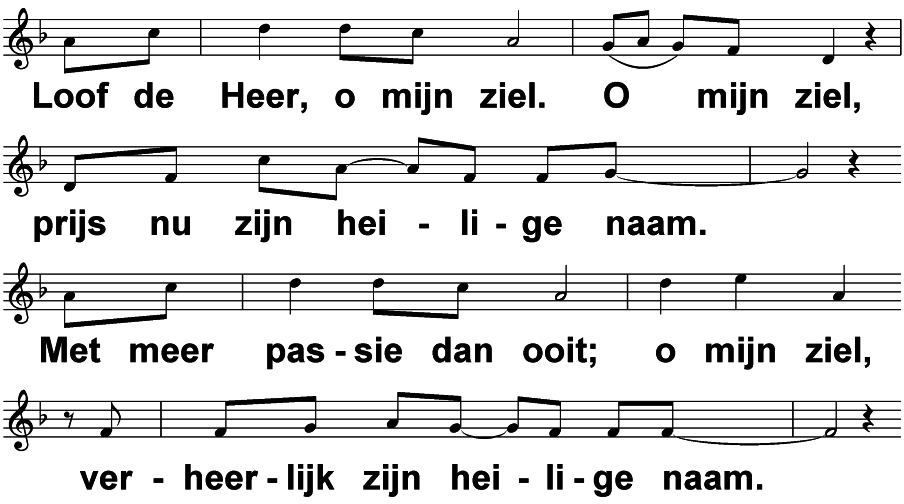 Loof de Heer, o mijn ziel. O mijn ziel,
prijs nu zijn hei - li - ge naam.
Met meer pas - sie dan ooit; o mijn ziel,
ver - heer - lijk zijn hei - li - ge naam.